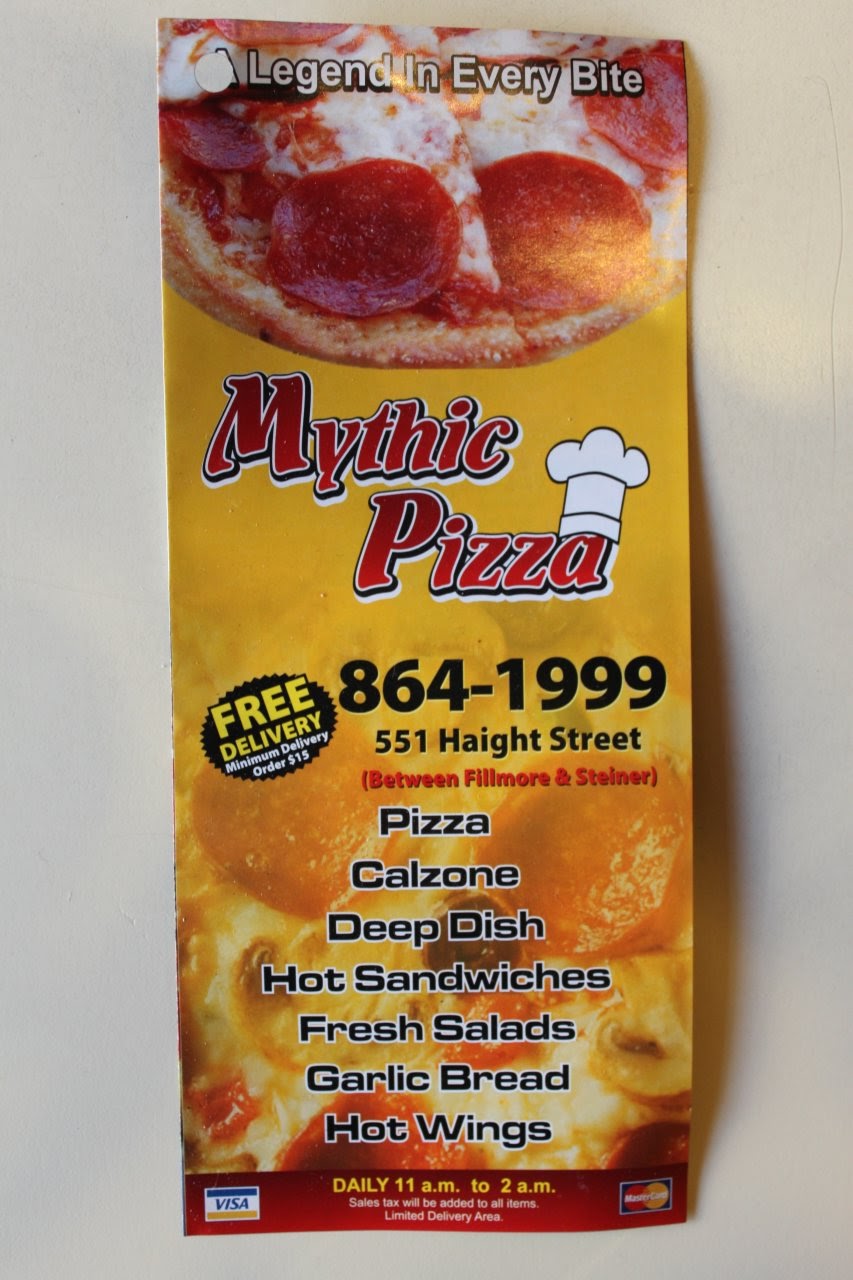 A Legend In Every Bite
Mythic
Pizza
864-1999
FREE
DELIVERY
Minimum Delivery
Order $15
551 Haight Street
(Between Fillmore & Steiner)
Pizza
Calzone
Deep Dish
Hot Sandwiches
Fresh Salads
Garlic Bread
Hot Wings
DAILY 11 a.m. to 2 a.m.
Sales tax will be added to all items.
Limited Delivery Area.
VISA
MasterCard